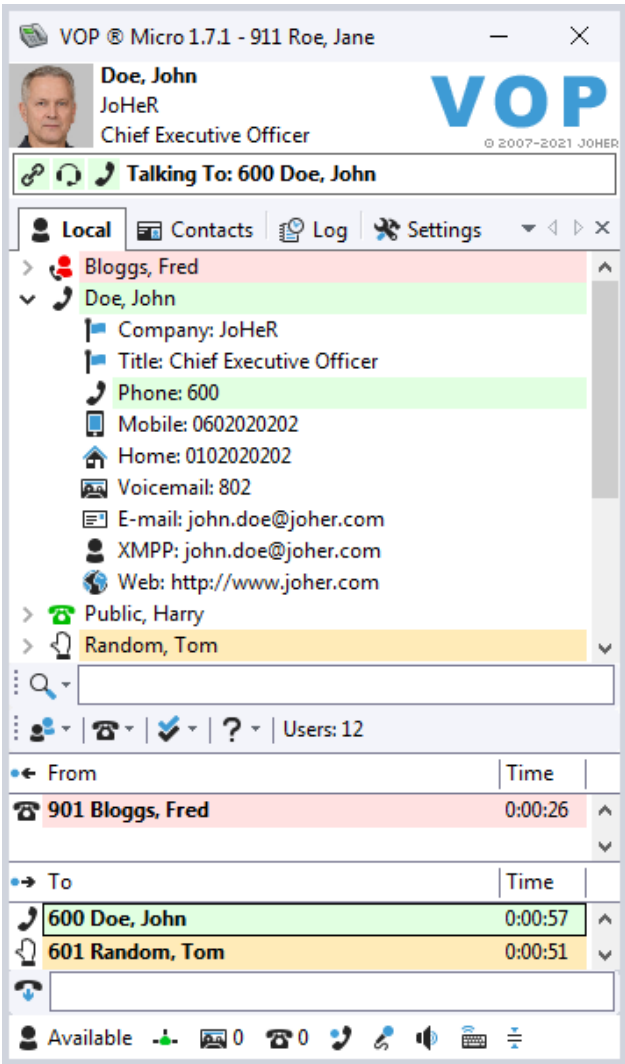 VOP ® Micro 1.7.1 - 911 Roe, Jane
Doe, John
JoHeR
Chief Executive Officer
VOP
© 2007-2021 JOHER
Talking To: 600 Doe, John
Local Contacts Log Settings
Bloggs, Fred
Doe, John
Company: JoHeR
Title: Chief Executive Officer
Phone: 600
Mobile: 0602020202
Home: 0102020202
Voicemail: 802
E-mail: john.doe@joher.com
XMPP: john.doe@joher.com
Web: http://www.joher.com
Public, Harry
Random, Tom
Users: 12
From Time
901 Bloggs, Fred 0:00:26
To Time
600 Doe, John 0:00:57
601 Random, Tom 0:00:51
Available 0 0